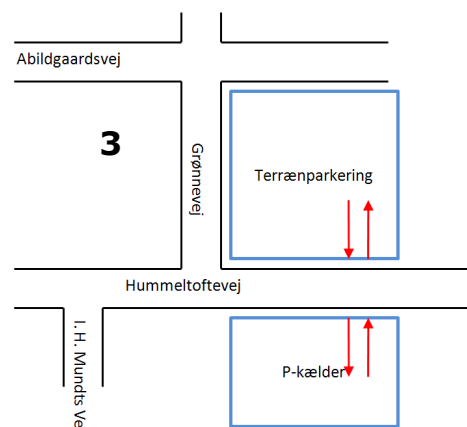 Abildgaardsvej
3
Grønnevej
Terrænparkering
Hummeltoftevej
I.H. Mundts Ve
P-kælder